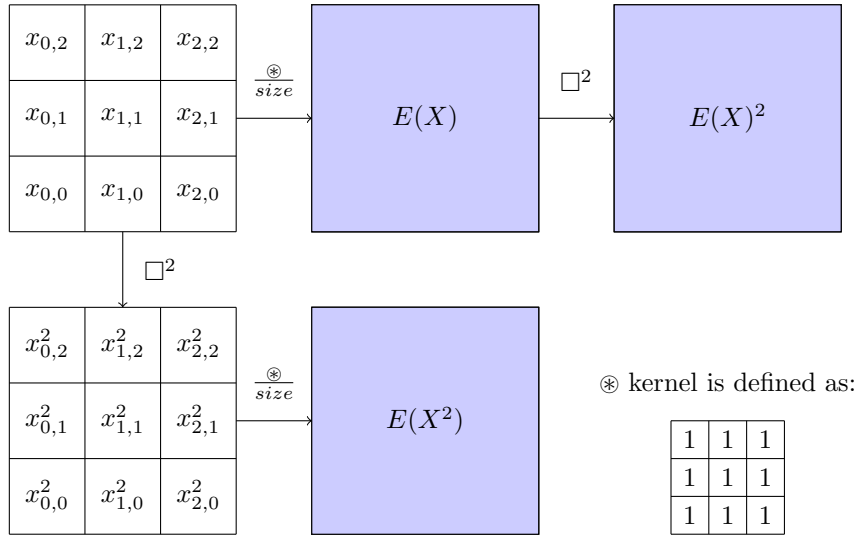 x_{0,2} x_{1,2} x_{2,2}
x_{0,1} x_{1,1} x_{2,1}
x_{0,0} x_{1,0} x_{2,0}
⊛
size
E(X)
□²
E(X)²
□²
x²_{0,2} x²_{1,2} x²_{2,2}
x²_{0,1} x²_{1,1} x²_{2,1}
x²_{0,0} x²_{1,0} x²_{2,0}
⊛
size
E(X²)
⊛ kernel is defined as:
1 1 1
1 1 1
1 1 1